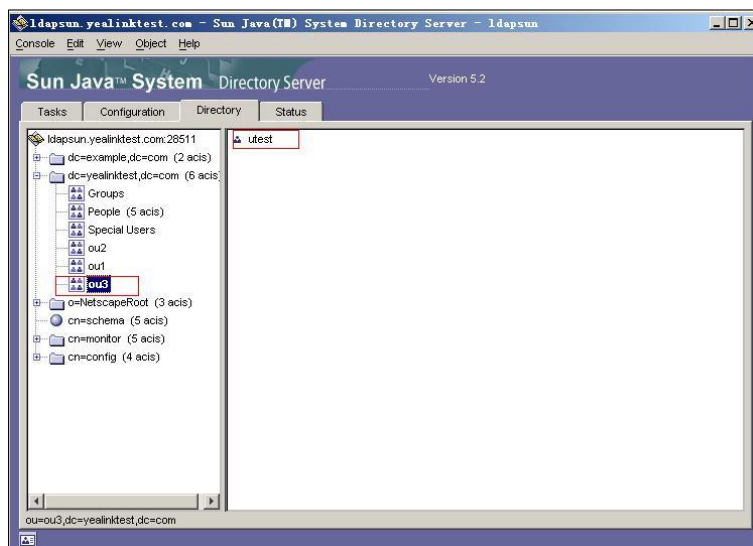 ldapsun.yealinktest.com - Sun Java(TM) System Directory Server - ldapsun
Console Edit View Object Help
Sun Java™ System Directory Server Version 5.2
Tasks Configuration Directory Status
ldapsun.yealinktest.com:28511
dc=example,dc=com (2 acis)
dc=yealinktest,dc=com (6 acis
Groups
People (5 acis)
Special Users
ou2
ou1
ou3
o=NetscapeRoot (3 acis)
cn=schema (5 acis)
cn=monitor (5 acis)
cn=config (4 acis)
utest
ou=ou3,dc=yealinktest,dc=com